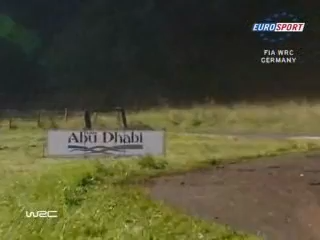 EUROSPORT
FIA WRC
GERMANY
Abu Dhabi
WRC